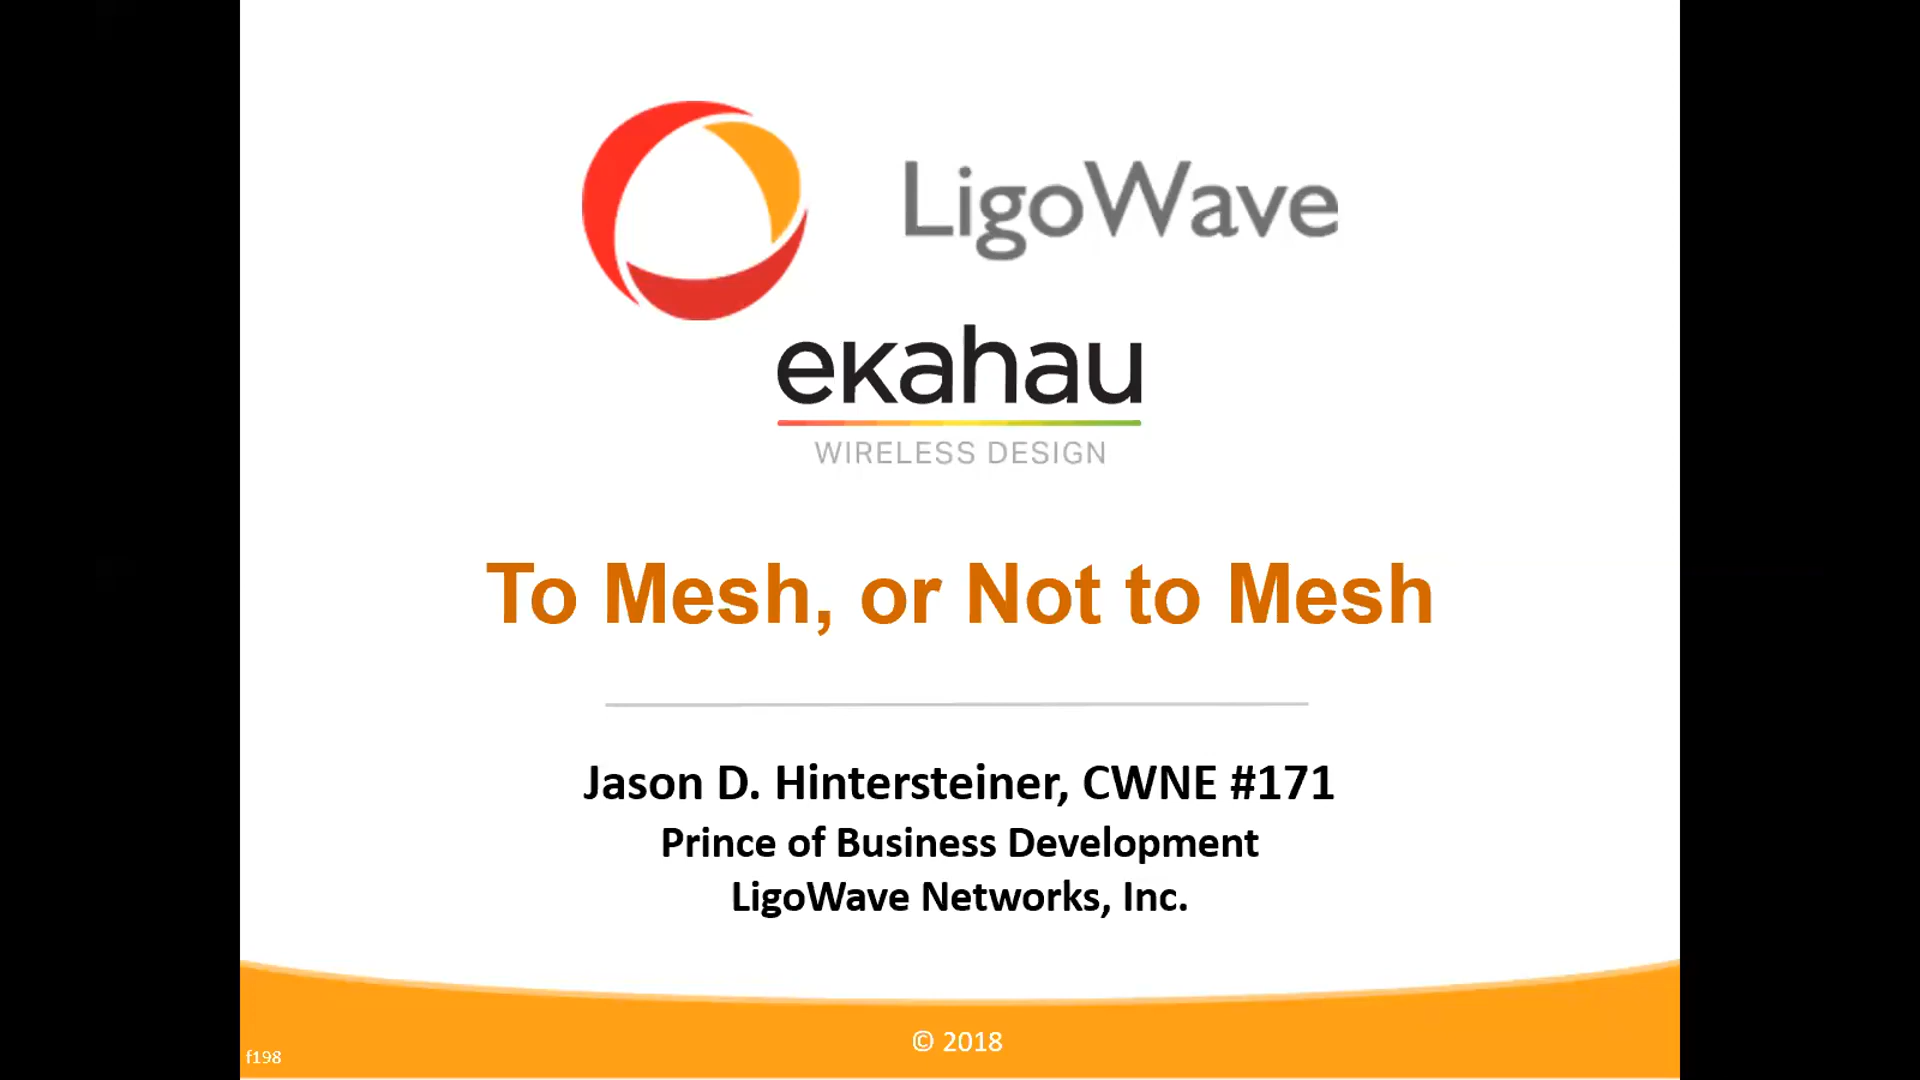 LigoWave
ekahau
WIRELESS DESIGN
To Mesh, or Not to Mesh
Jason D. Hintersteiner, CWNE #171
Prince of Business Development
LigoWave Networks, Inc.
© 2018
f198